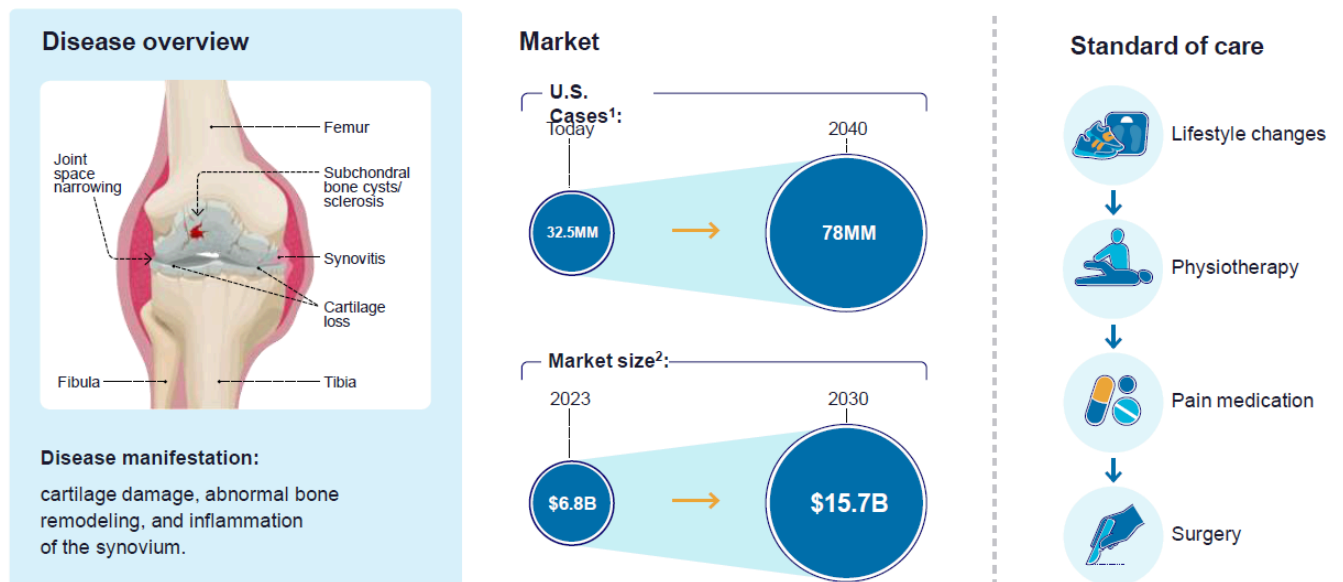 Disease overview
Femur
Joint
space
narrowing
Subchondral
bone cysts/
sclerosis
Synovitis
Cartilage
loss
Fibula
Tibia
Disease manifestation:
cartilage damage, abnormal bone
remodeling, and inflammation
of the synovium.
Market
U.S.
Cases¹:
Today
2040
32.5MM
78MM
Market size²:
2023
2030
$6.8B
$15.7B
Standard of care
Lifestyle changes
Physiotherapy
Pain medication
Surgery